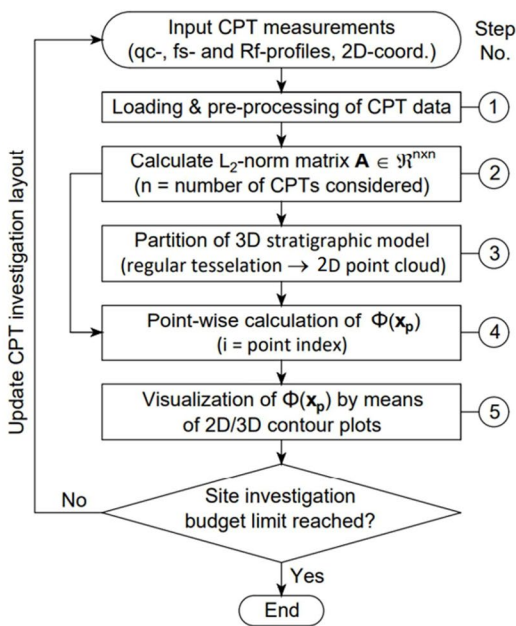 Input CPT measurements
(qc-, fs- and Rf-profiles, 2D-coord.)
Step
No.
Loading & pre-processing of CPT data
1
Calculate L₂-norm matrix A ∈ ℜⁿˣⁿ
(n = number of CPTs considered)
2
Partition of 3D stratigraphic model
(regular tesselation → 2D point cloud)
3
Point-wise calculation of Φ(xₚ)
(i = point index)
4
Visualization of Φ(xₚ) by means
of 2D/3D contour plots
5
Site investigation
budget limit reached?
No
Yes
End
Update CPT investigation layout